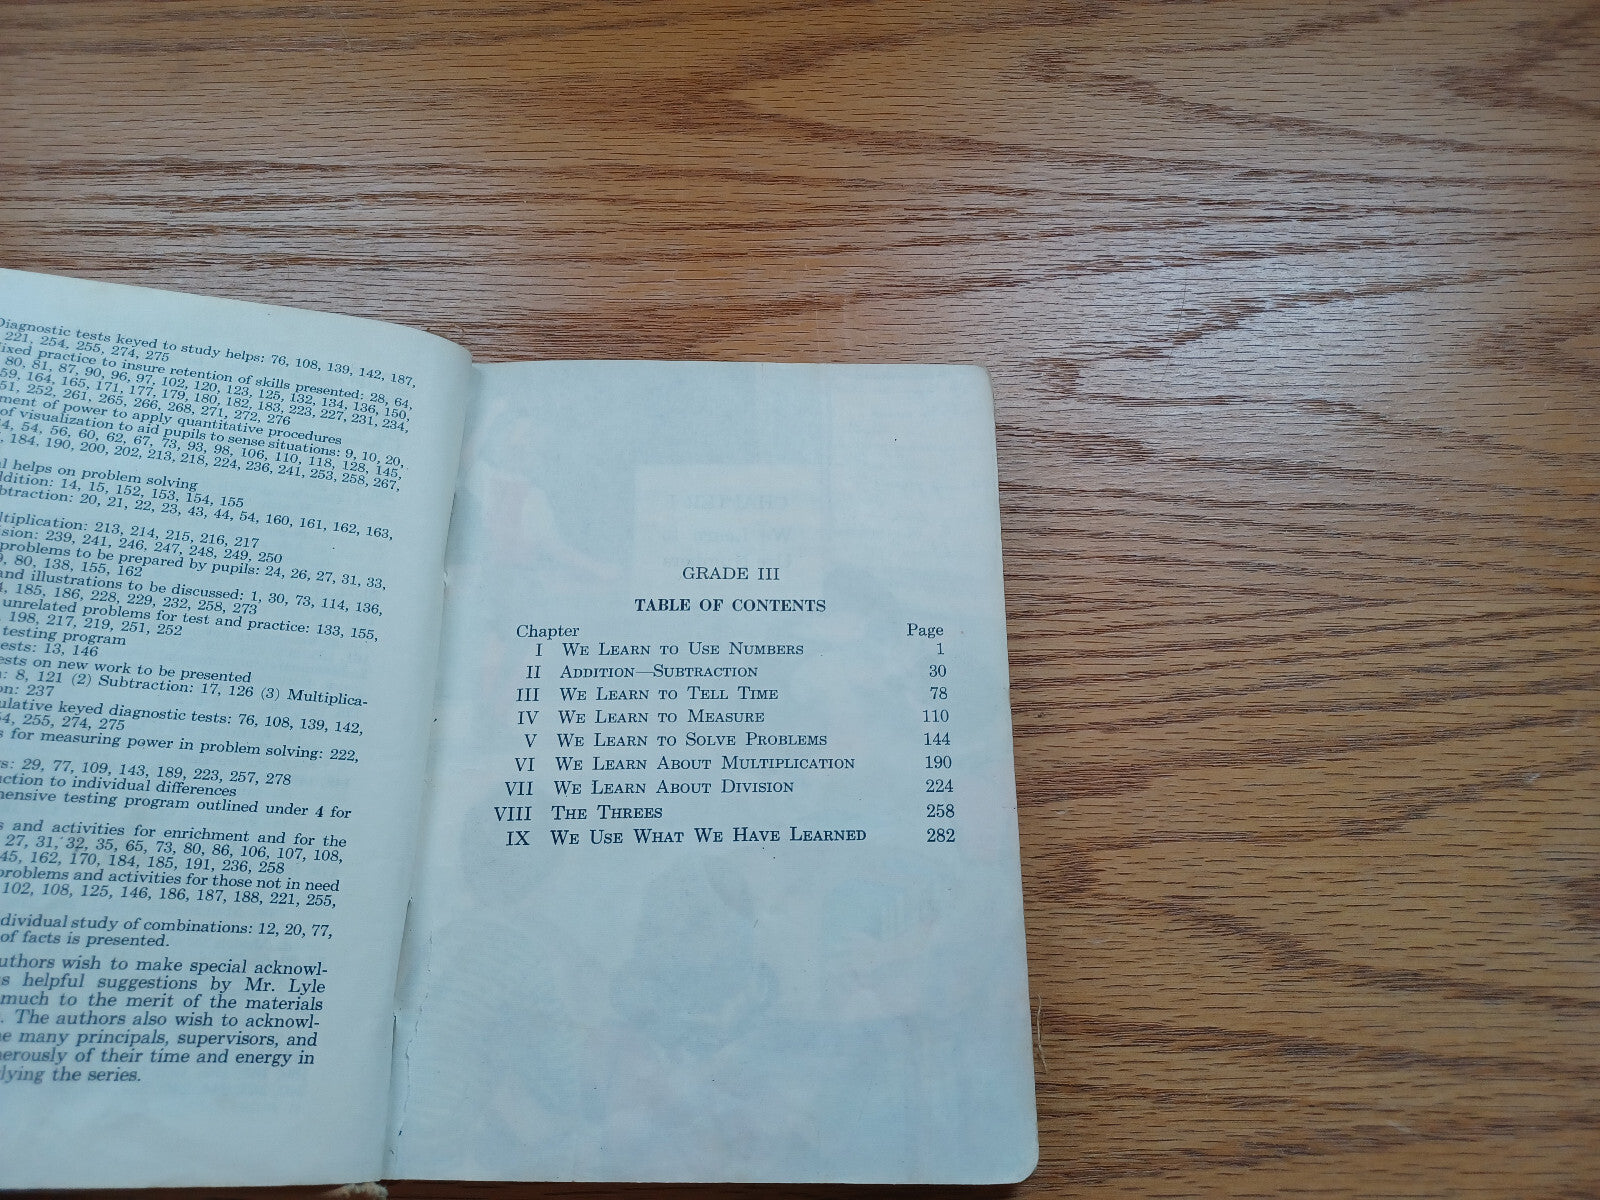 Diagnostic tests keyed to study helps: 76, 108, 139, 142, 187,
221, 254, 255, 274, 275
ixed practice to insure retention of skills presented: 28, 64,
80, 81, 87, 90, 96, 97, 102, 120, 123, 125, 132, 134, 136, 150,
59, 164, 165, 171, 177, 179, 180, 182, 183, 223, 227, 231, 234,
51, 252, 261, 265, 266, 268, 271, 272, 276
ment of power to apply quantitative procedures
of visualization to aid pupils to sense situations: 9, 10, 20,
4, 54, 56, 60, 62, 67, 73, 93, 98, 106, 110, 118, 128, 145,
, 184, 190, 200, 202, 213, 218, 224, 236, 241, 253, 258, 267,
l helps on problem solving
ddition: 14, 15, 152, 153, 154, 155
btraction: 20, 21, 22, 23, 43, 44, 54, 160, 161, 162, 163,
ltiplication: 213, 214, 215, 216, 217
ision: 239, 241, 246, 247, 248, 249, 250
problems to be prepared by pupils: 24, 26, 27, 31, 33,
9, 80, 138, 155, 162
and illustrations to be discussed: 1, 30, 73, 114, 136,
4, 185, 186, 228, 229, 232, 258, 273
unrelated problems for test and practice: 133, 155,
, 198, 217, 219, 251, 252
testing program
ests: 13, 146
ests on new work to be presented
: 8, 121 (2) Subtraction: 17, 126 (3) Multiplica-
on: 237
ulative keyed diagnostic tests: 76, 108, 139, 142,
54, 255, 274, 275
s for measuring power in problem solving: 222,
rs: 29, 77, 109, 143, 189, 223, 257, 278
uction to individual differences
hensive testing program outlined under 4 for
s and activities for enrichment and for the
27, 31, 32, 35, 65, 73, 80, 86, 106, 107, 108,
45, 162, 170, 184, 185, 191, 236, 258
problems and activities for those not in need
102, 108, 125, 146, 186, 187, 188, 221, 255,
dividual study of combinations: 12, 20, 77,
of facts is presented.
uthors wish to make special acknowl-
s helpful suggestions by Mr. Lyle
much to the merit of the materials
. The authors also wish to acknowl-
e many principals, supervisors, and
nerously of their time and energy in
lying the series.
GRADE III
TABLE OF CONTENTS
Chapter Page
I WE LEARN TO USE NUMBERS 1
II ADDITION—SUBTRACTION 30
III WE LEARN TO TELL TIME 78
IV WE LEARN TO MEASURE 110
V WE LEARN TO SOLVE PROBLEMS 144
VI WE LEARN ABOUT MULTIPLICATION 190
VII WE LEARN ABOUT DIVISION 224
VIII THE THREES 258
IX WE USE WHAT WE HAVE LEARNED 282